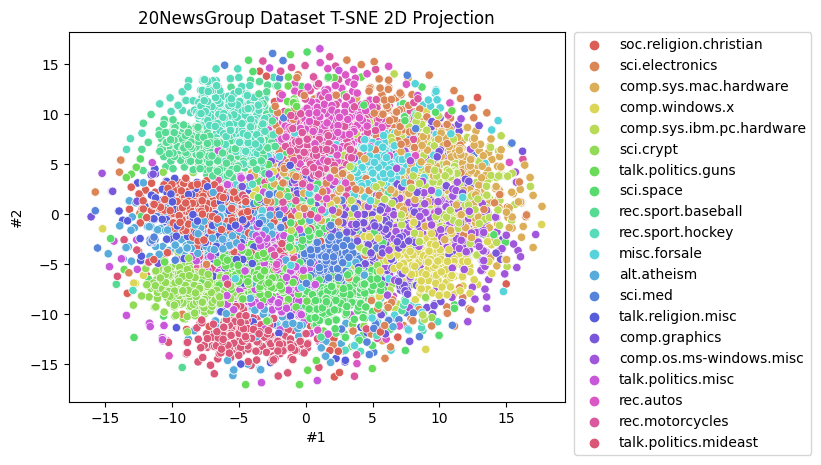 20NewsGroup Dataset T-SNE 2D Projection
15
10
5
0
−5
−10
−15
#2
−15
−10
−5
0
5
10
15
#1
soc.religion.christian
sci.electronics
comp.sys.mac.hardware
comp.windows.x
comp.sys.ibm.pc.hardware
sci.crypt
talk.politics.guns
sci.space
rec.sport.baseball
rec.sport.hockey
misc.forsale
alt.atheism
sci.med
talk.religion.misc
comp.graphics
comp.os.ms-windows.misc
talk.politics.misc
rec.autos
rec.motorcycles
talk.politics.mideast